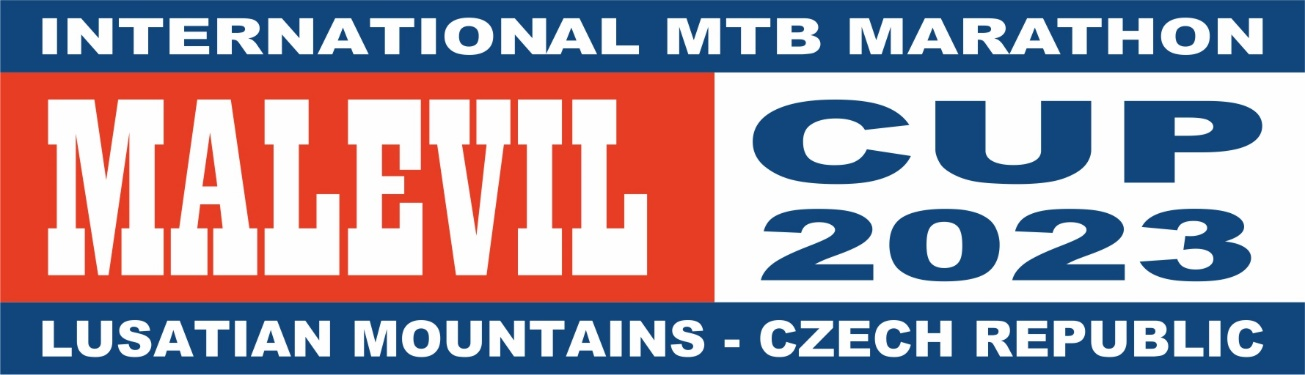 INTERNATIONAL MTB MARATHON
MALEVIL
CUP
2023
LUSATIAN MOUNTAINS - CZECH REPUBLIC